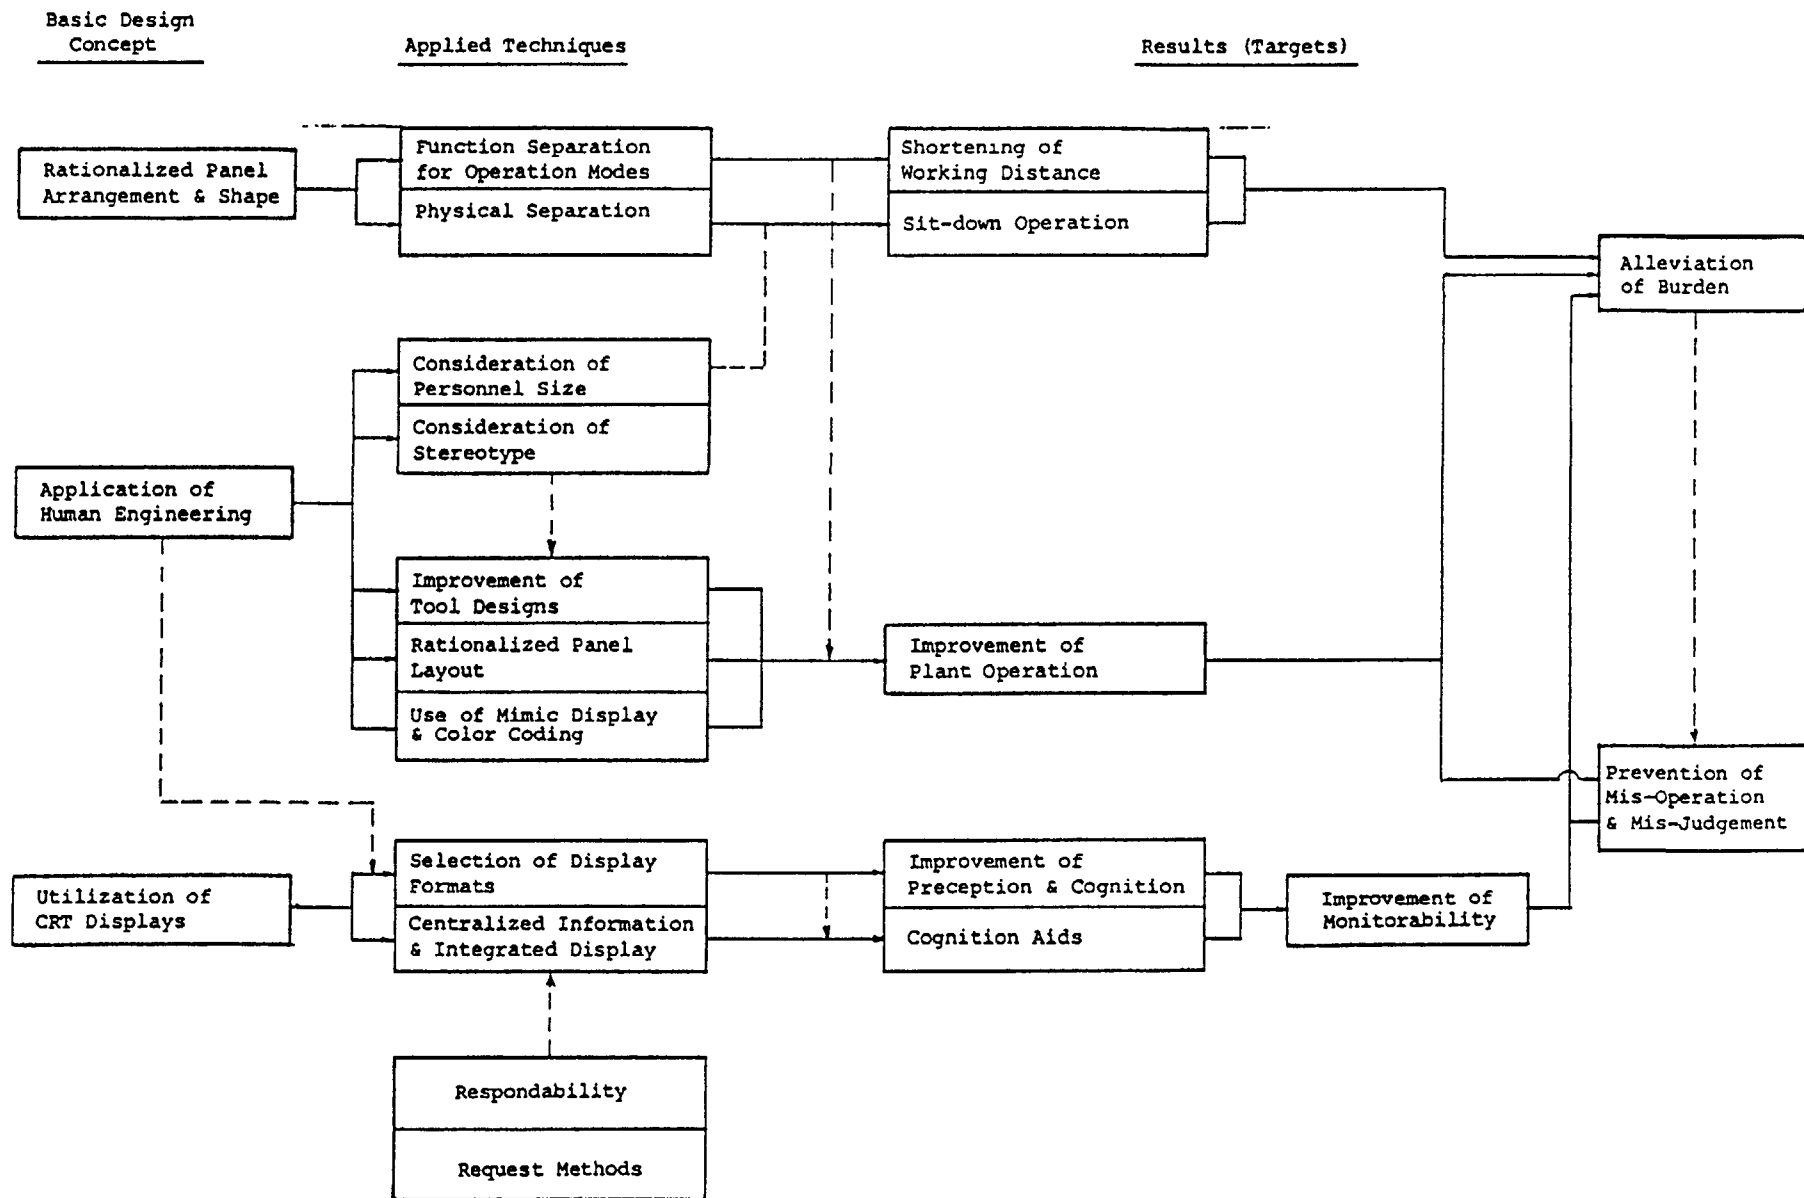 Basic Design
Concept
Applied Techniques
Results (Targets)
Rationalized Panel
Arrangement & Shape
Function Separation
for Operation Modes
Physical Separation
Shortening of
Working Distance
Sit-down Operation
Alleviation
of Burden
Consideration of
Personnel Size
Consideration of
Stereotype
Application of
Human Engineering
Improvement of
Tool Designs
Rationalized Panel
Layout
Use of Mimic Display
& Color Coding
Improvement of
Plant Operation
Prevention of
Mis-Operation
& Mis-Judgement
Utilization of
CRT Displays
Selection of Display
Formats
Centralized Information
& Integrated Display
Improvement of
Preception & Cognition
Cognition Aids
Improvement of
Monitorability
Respondability
Request Methods